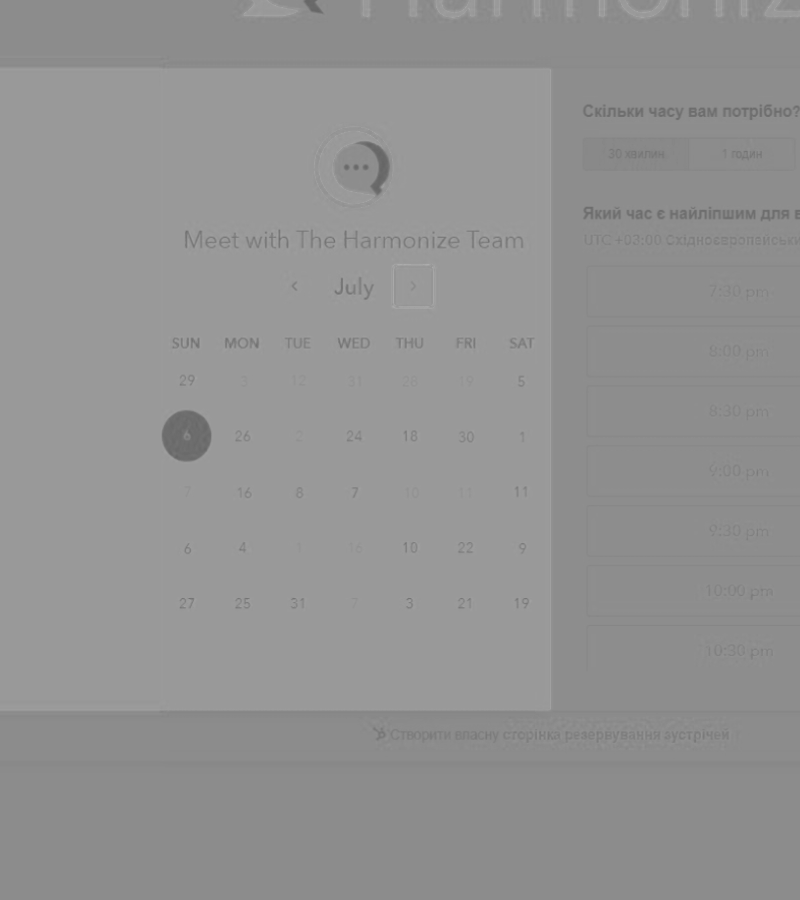 Harmoniz
Meet with The Harmonize Team
July
SUN MON TUE WED THU FRI SAT
29 3 12 31 28 19 5
6 26 2 24 18 30 1
7 16 8 7 10 11 11
6 4 1 16 10 22 9
27 25 31 7 3 21 19
Скільки часу вам потрібно?
30 хвилин 1 годин
Який час є найліпшим для в
UTC +03:00 Східноєвропейськи
7:30 pm
8:00 pm
8:30 pm
9:00 pm
9:30 pm
10:00 pm
10:30 pm
Створити власну сторінка резервування зустрічей